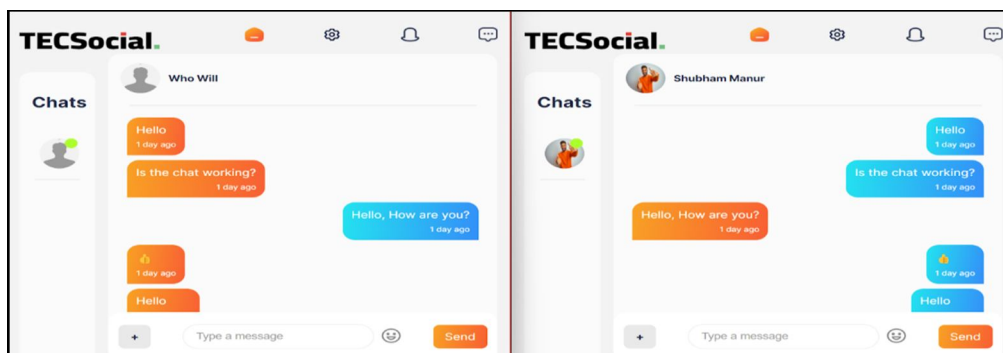 TECSocial.
Who Will
Chats
Hello
1 day ago
Is the chat working?
1 day ago
Hello, How are you?
1 day ago
1 day ago
Hello
+
Type a message
Send
TECSocial.
Shubham Manur
Chats
Hello
1 day ago
Is the chat working?
1 day ago
Hello, How are you?
1 day ago
1 day ago
Hello
+
Type a message
Send